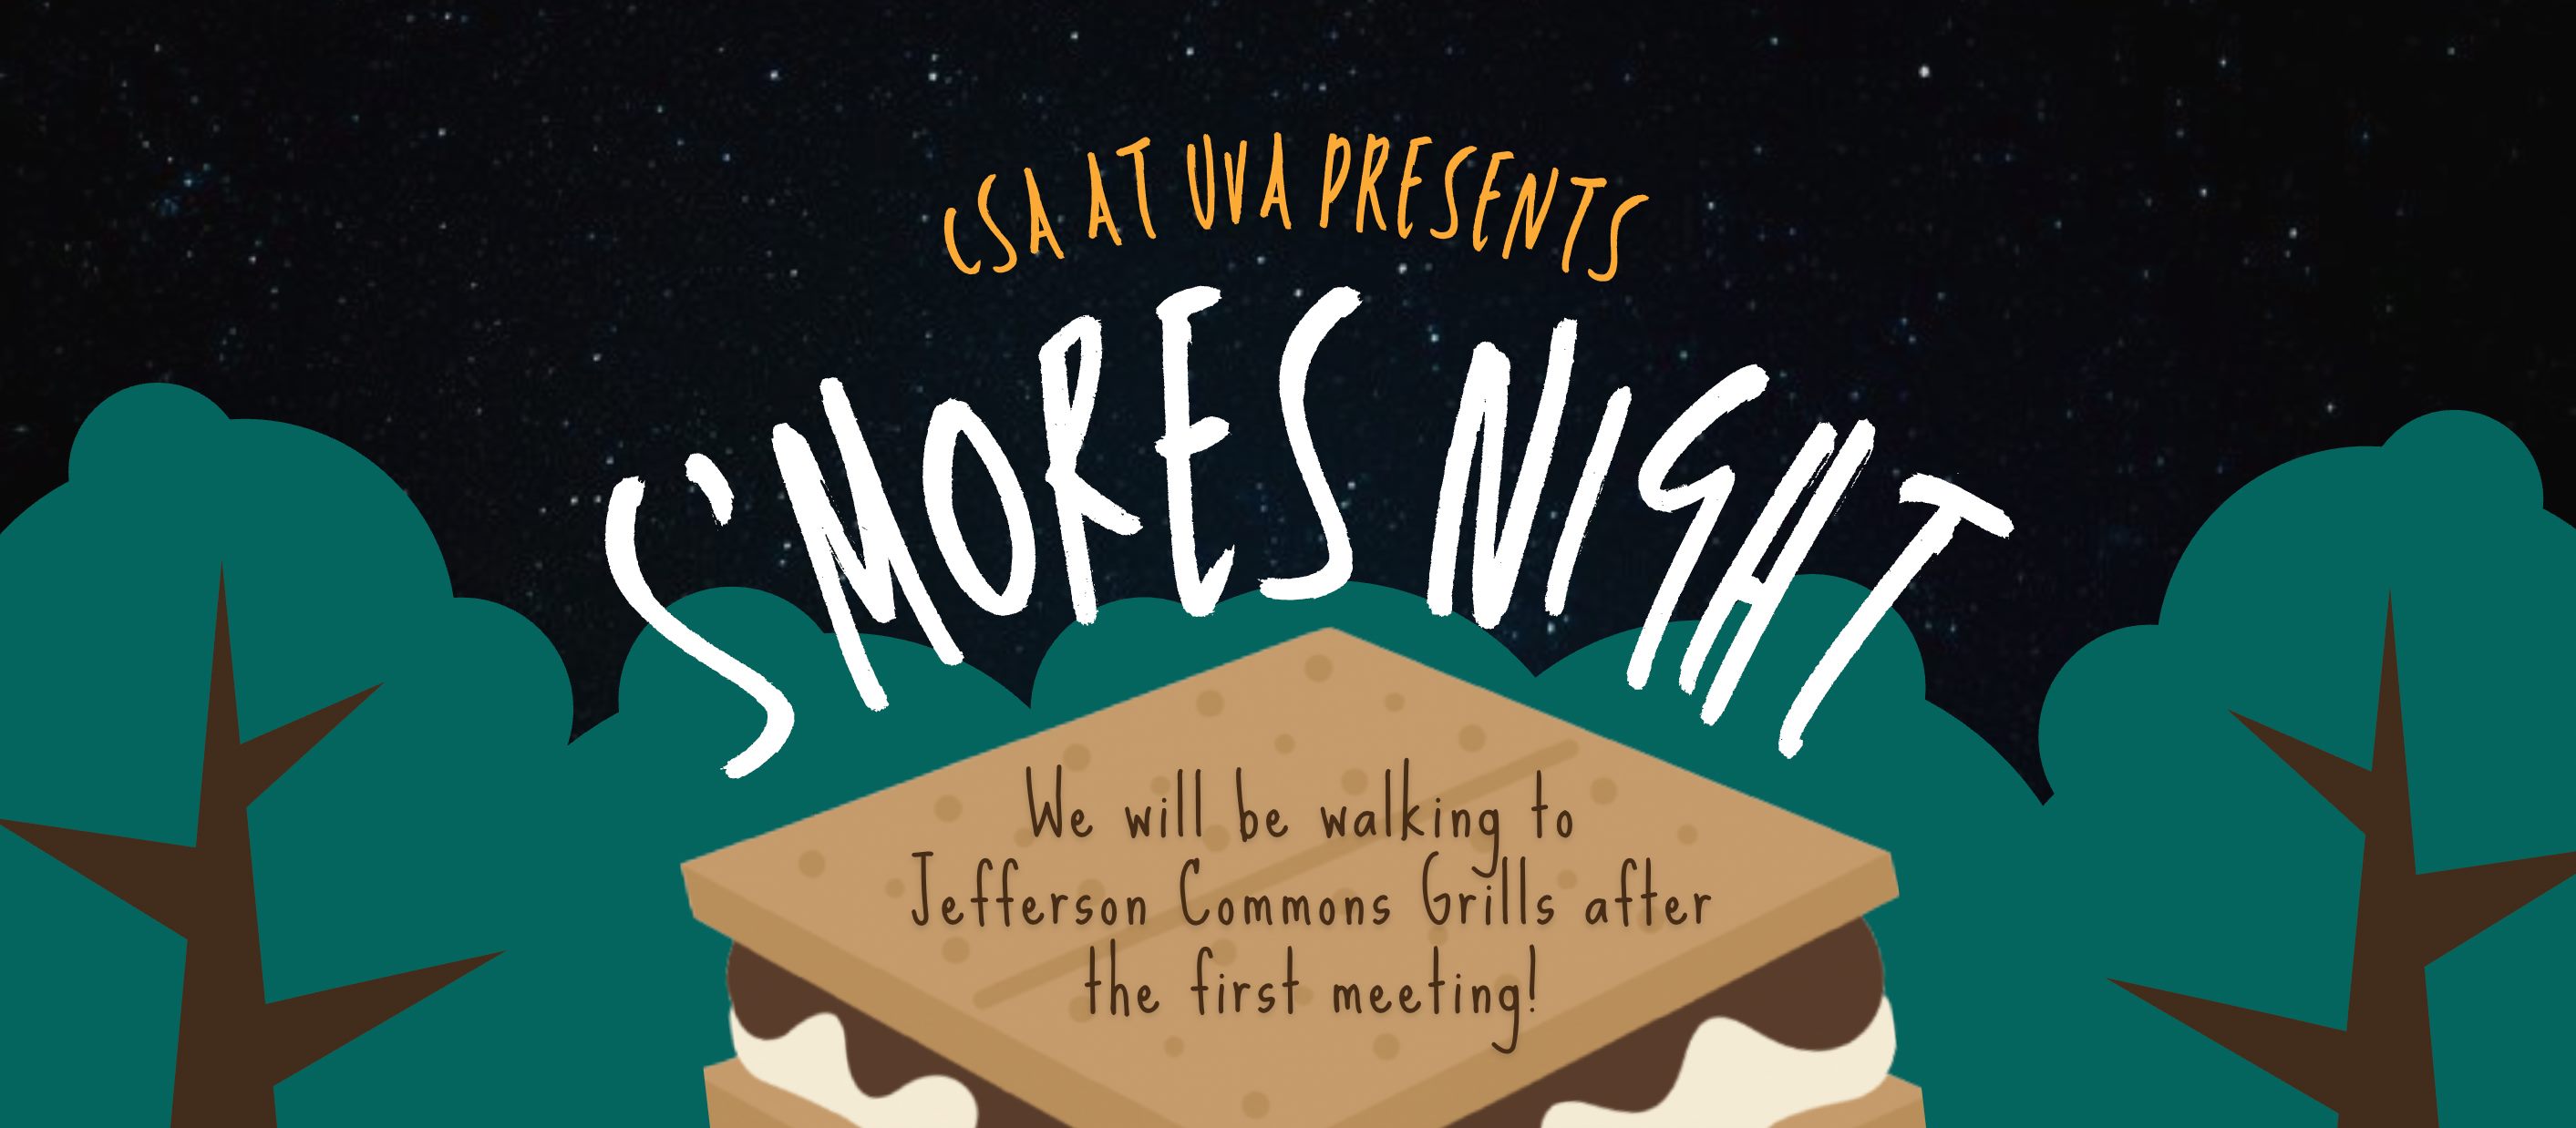 CSA AT UVA PRESENTS
S'MORES NIGHT
We will be walking to
Jefferson Commons Grills after
the first meeting!